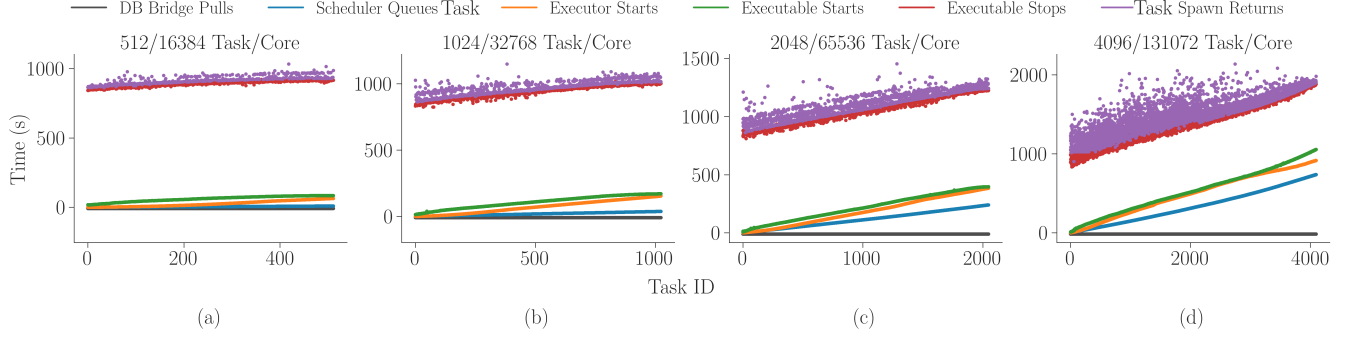 DB Bridge Pulls Scheduler Queues Task Executor Starts Executable Starts Executable Stops Task Spawn Returns
512/16384 Task/Core
1024/32768 Task/Core
2048/65536 Task/Core
4096/131072 Task/Core
Time (s)
1000
500
0
0 200 400
1000
500
0
0 500 1000
1500
1000
500
0
0 1000 2000
2000
1000
0
0 2000 4000
Task ID
(a) (b) (c) (d)